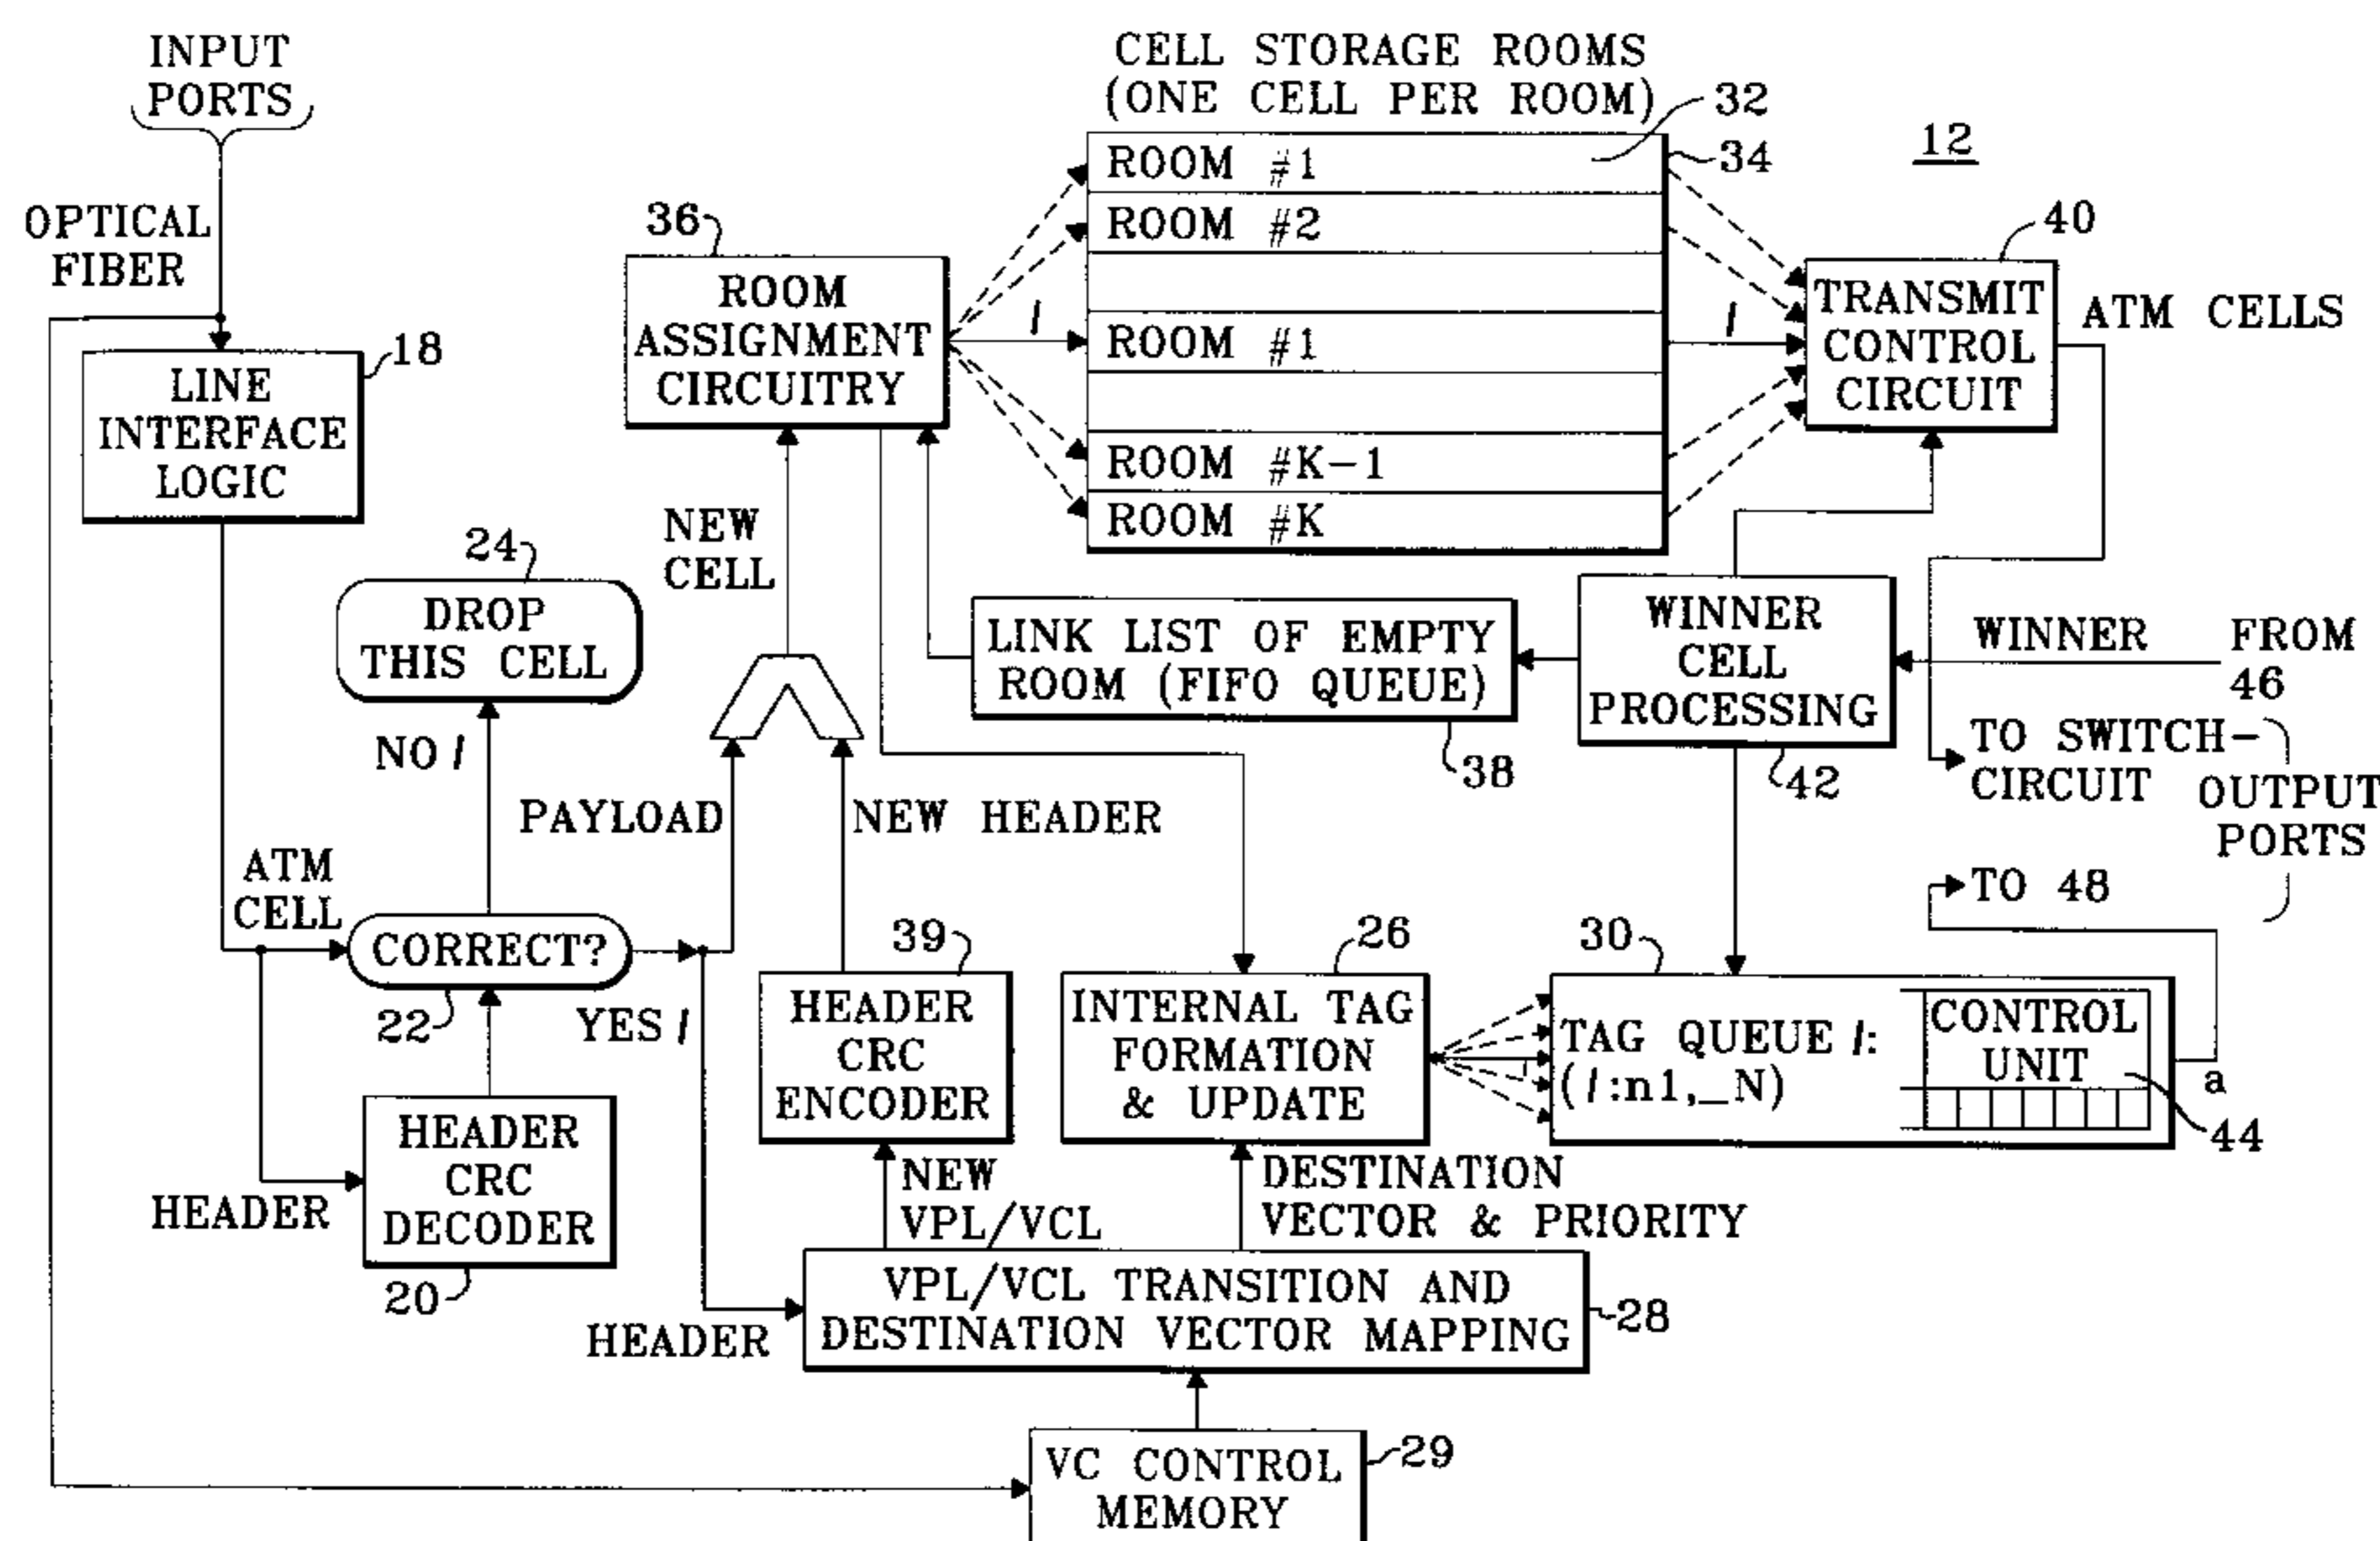 INPUT
PORTS
OPTICAL
FIBER
18
LINE
INTERFACE
LOGIC
CELL STORAGE ROOMS
(ONE CELL PER ROOM)
32
34
12
ROOM #1
ROOM #2
ROOM #1
ROOM #K-1
ROOM #K
36
ROOM
ASSIGNMENT
CIRCUITRY
l
l
40
TRANSMIT
CONTROL
CIRCUIT
ATM CELLS
24
DROP
THIS CELL
NEW
CELL
LINK LIST OF EMPTY
ROOM (FIFO QUEUE)
38
WINNER
CELL
PROCESSING
42
WINNER FROM
46
TO SWITCH-
CIRCUIT
OUTPUT
PORTS
TO 48
NO l
PAYLOAD
NEW HEADER
ATM
CELL
CORRECT?
22
YES l
HEADER
HEADER
CRC
DECODER
20
39
HEADER
CRC
ENCODER
26
INTERNAL TAG
FORMATION
& UPDATE
l
30
TAG QUEUE l:
(l:n1,_N)
CONTROL
UNIT
44
a
NEW
VPL/VCL
DESTINATION
VECTOR & PRIORITY
HEADER
VPL/VCL TRANSITION AND
DESTINATION VECTOR MAPPING
28
VC CONTROL
MEMORY
29